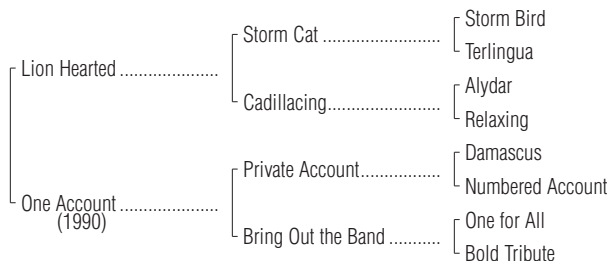 Storm Bird
Storm Cat ..........................
Terlingua
Lion Hearted ......................
Alydar
Cadillacing.........................
Relaxing
Damascus
Private Account..................
Numbered Account
One Account ......................
(1990)
One for All
Bring Out the Band ...........
Bold Tribute